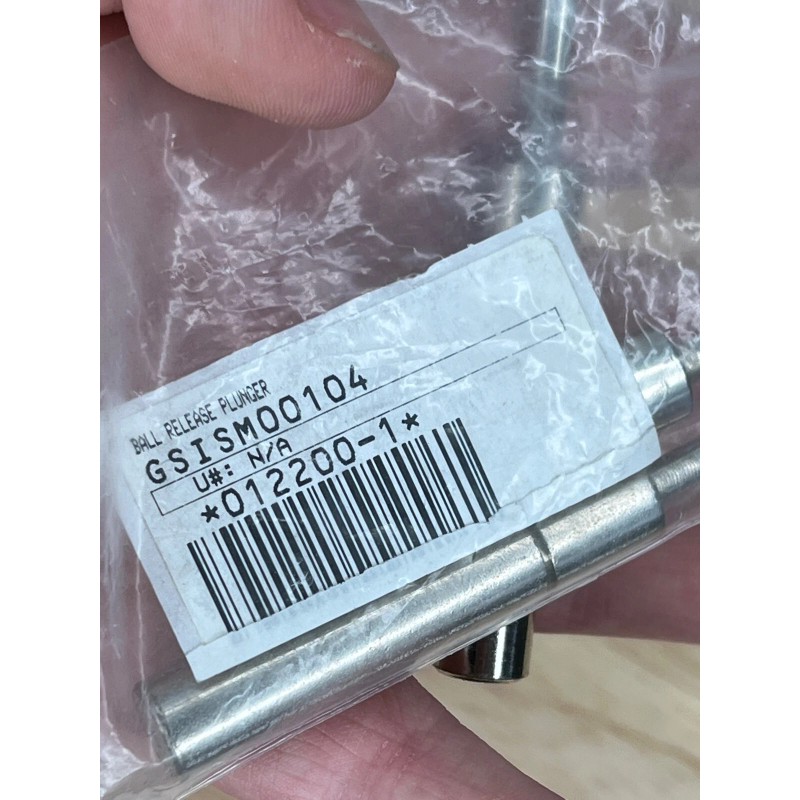 BALL RELEASE PLUNGER
GSISM00104
U#: N/A
*012200-1*